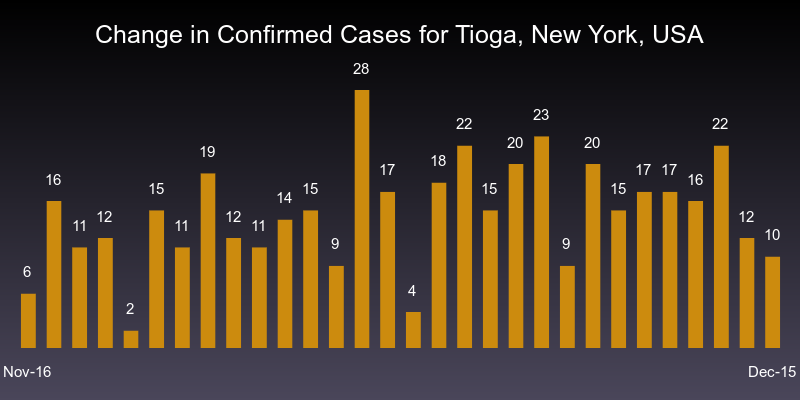 Change in Confirmed Cases for Tioga, New York, USA
6 16 11 12 2 15 11 19 12 11 14 15 9 28 17 4 18 22 15 20 23 9 20 15 17 17 16 22 12 10
Nov-16 Dec-15